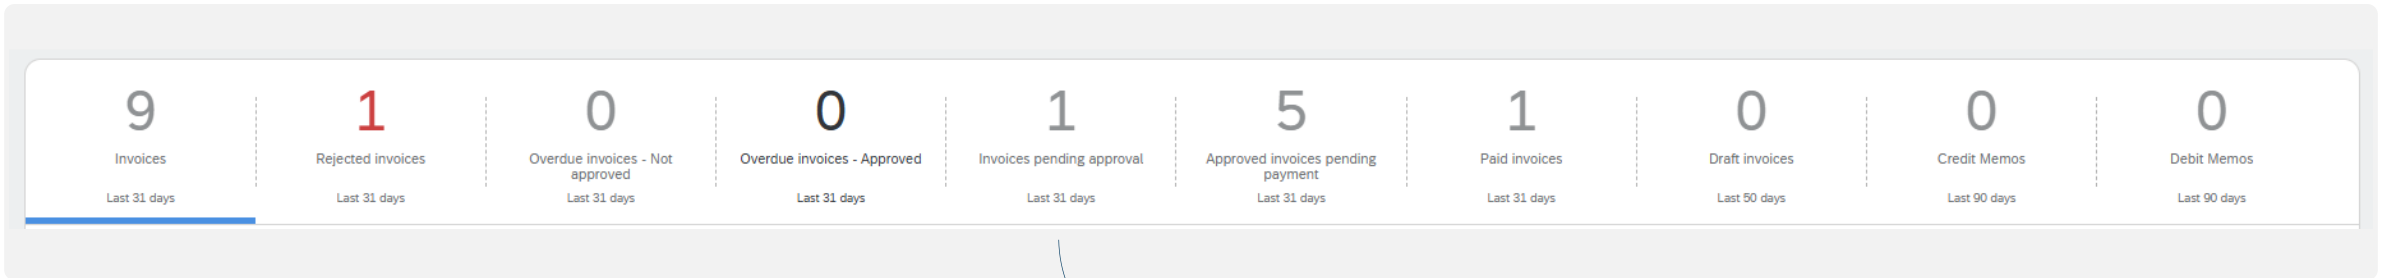 9
Invoices
Last 31 days
1
Rejected invoices
Last 31 days
0
Overdue invoices - Not
approved
Last 31 days
0
Overdue invoices - Approved
Last 31 days
1
Invoices pending approval
Last 31 days
5
Approved invoices pending
payment
Last 31 days
1
Paid invoices
Last 31 days
0
Draft invoices
Last 50 days
0
Credit Memos
Last 90 days
0
Debit Memos
Last 90 days